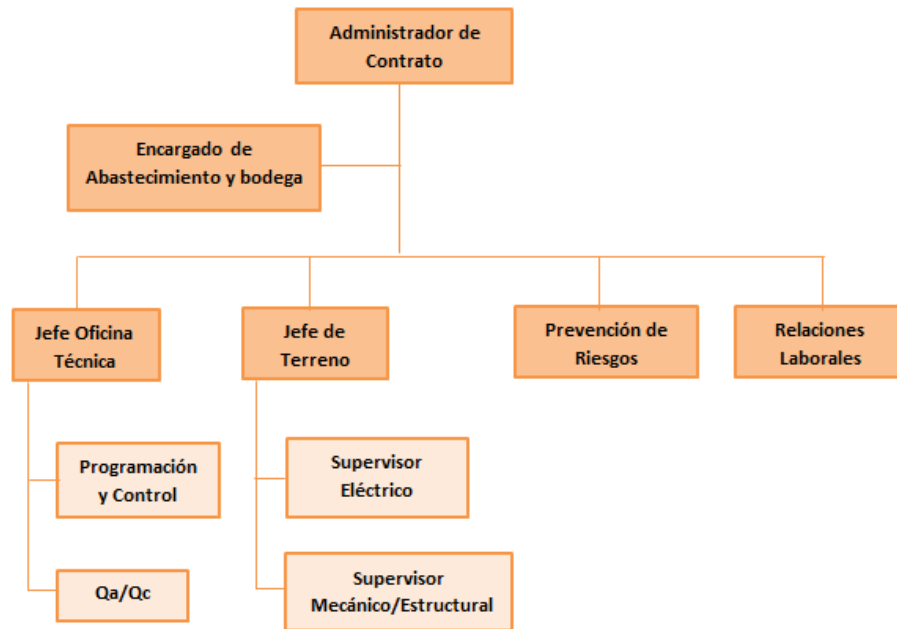 Administrador de
Contrato
Encargado de
Abastecimiento y bodega
Jefe Oficina
Técnica
Jefe de
Terreno
Prevención de
Riesgos
Relaciones
Laborales
Programación
y Control
Supervisor
Eléctrico
Qa/Qc
Supervisor
Mecánico/Estructural